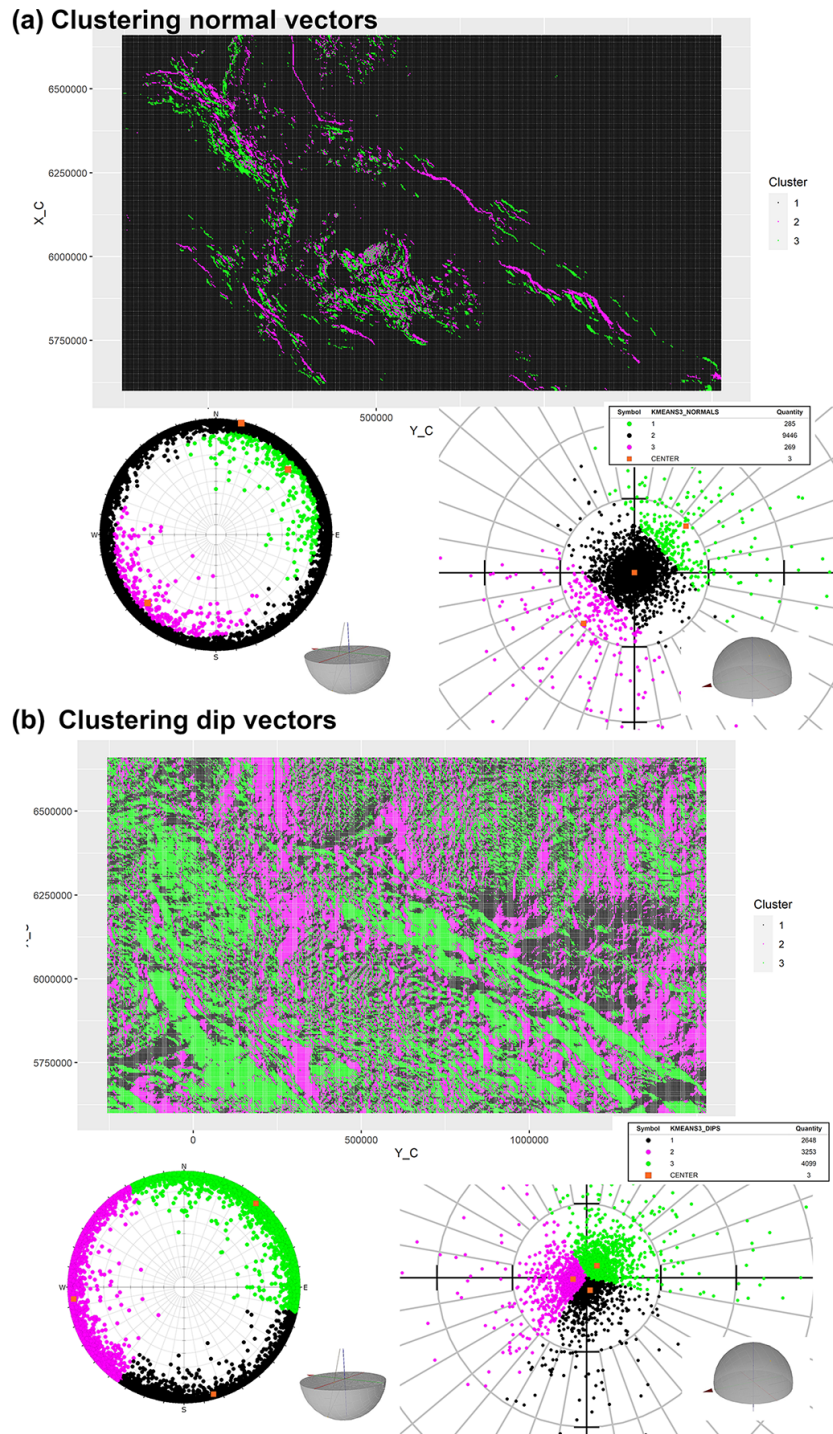 (a) Clustering normal vectors
6500000
6250000
6000000
5750000
X_C
Cluster
1
2
3
500000
Y_C
N
W
E
S
Symbol KMEANS3_NORMALS Quantity
1 285
2 9446
3 269
CENTER 3
(b) Clustering dip vectors
6500000
6250000
6000000
5750000
Cluster
1
2
3
0 500000 1000000
Y_C
Symbol KMEANS3_DIPS Quantity
1 2648
2 3253
3 4099
CENTER 3
N
W
E
S